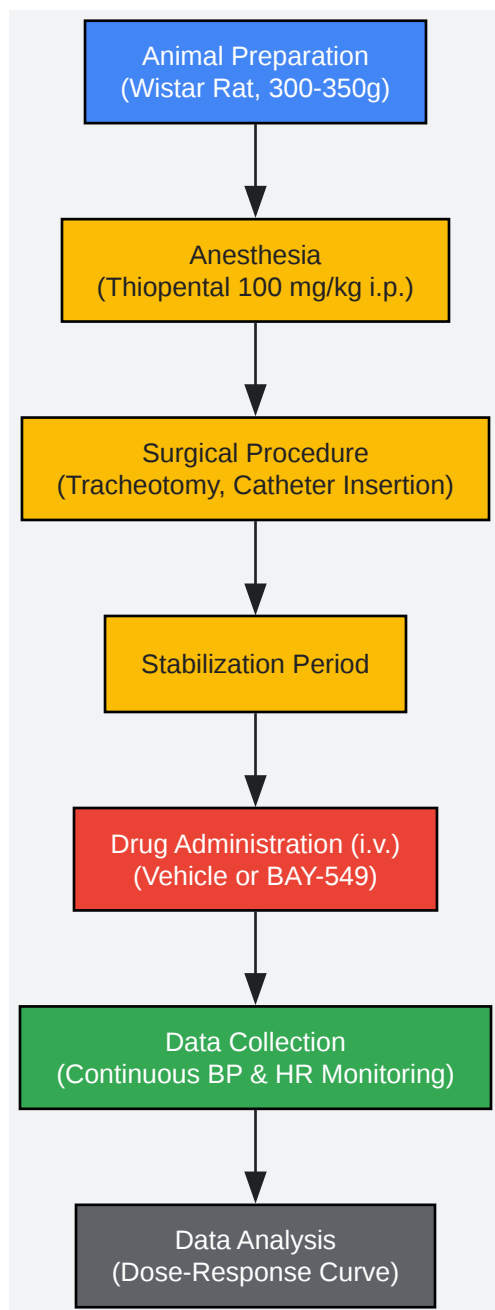 Animal Preparation
(Wistar Rat, 300-350g)
Anesthesia
(Thiopental 100 mg/kg i.p.)
Surgical Procedure
(Tracheotomy, Catheter Insertion)
Stabilization Period
Drug Administration (i.v.)
(Vehicle or BAY-549)
Data Collection
(Continuous BP & HR Monitoring)
Data Analysis
(Dose-Response Curve)